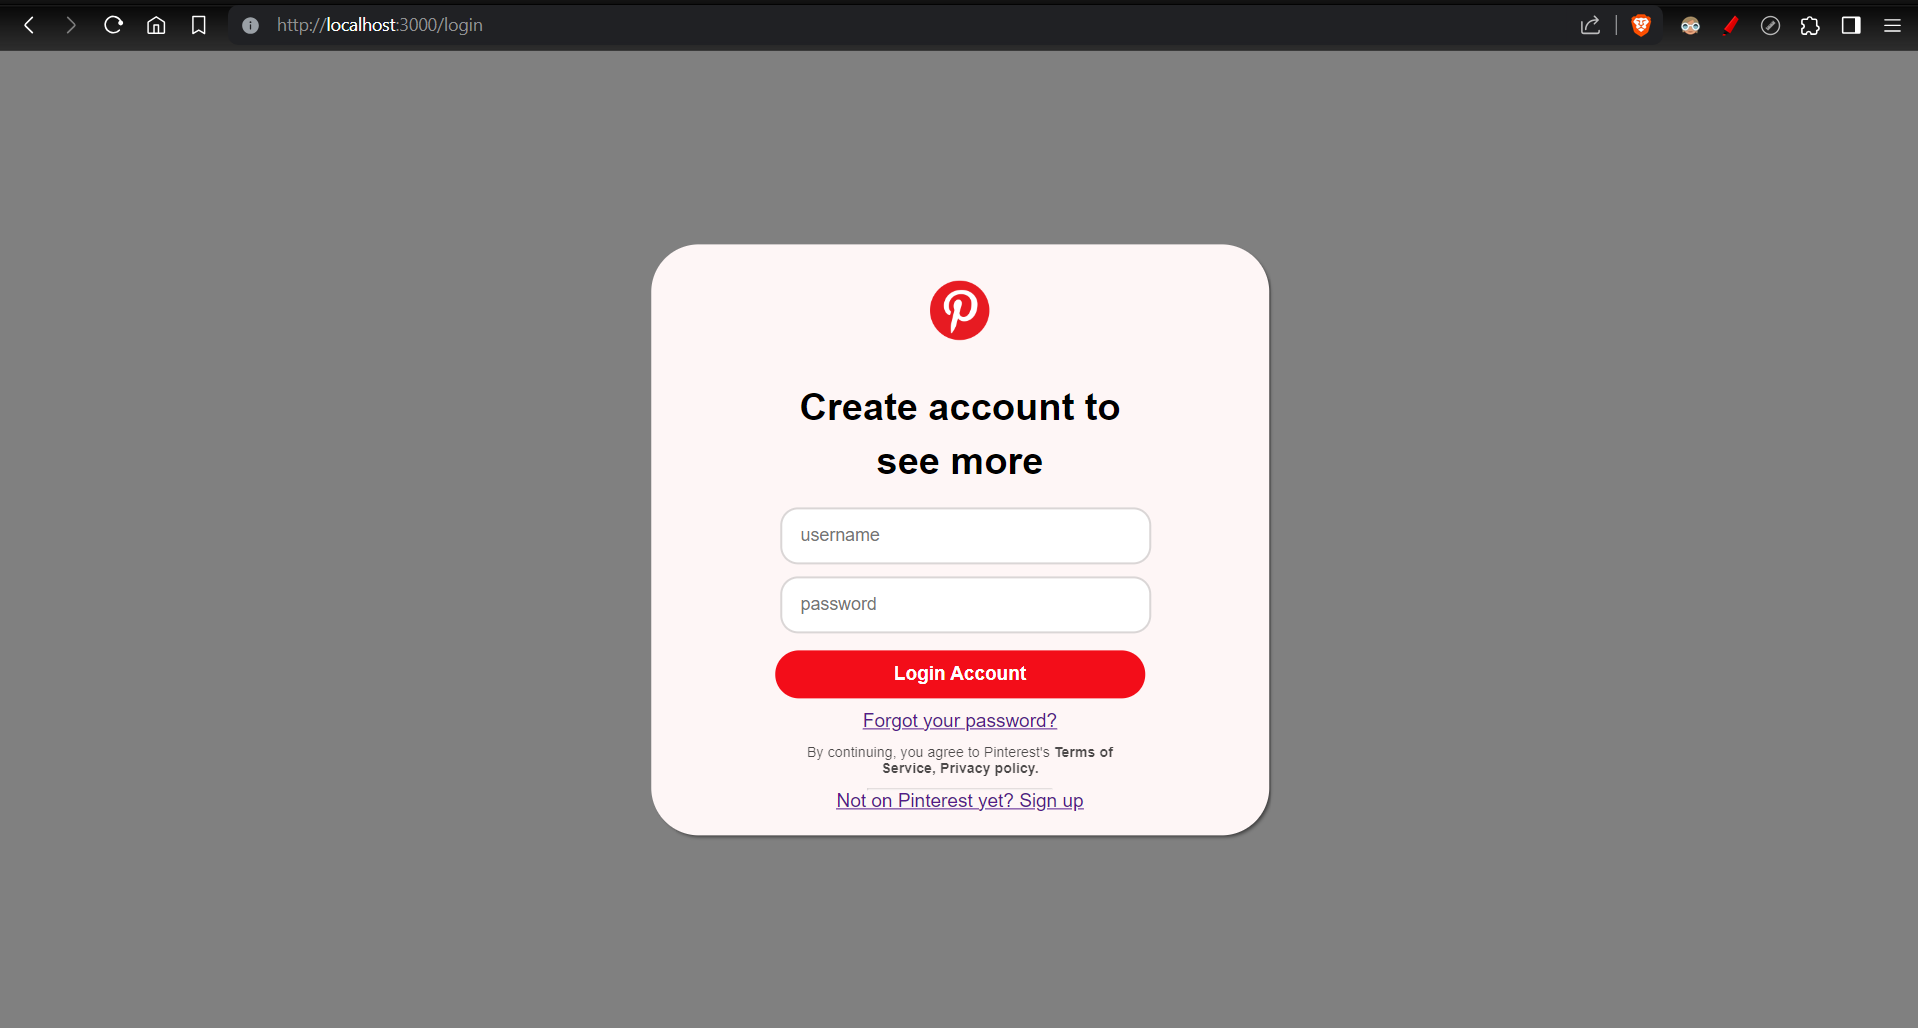 http://localhost:3000/login
Create account to
see more
username
password
Login Account
Forgot your password?
By continuing, you agree to Pinterest's Terms of
Service, Privacy policy.
Not on Pinterest yet? Sign up